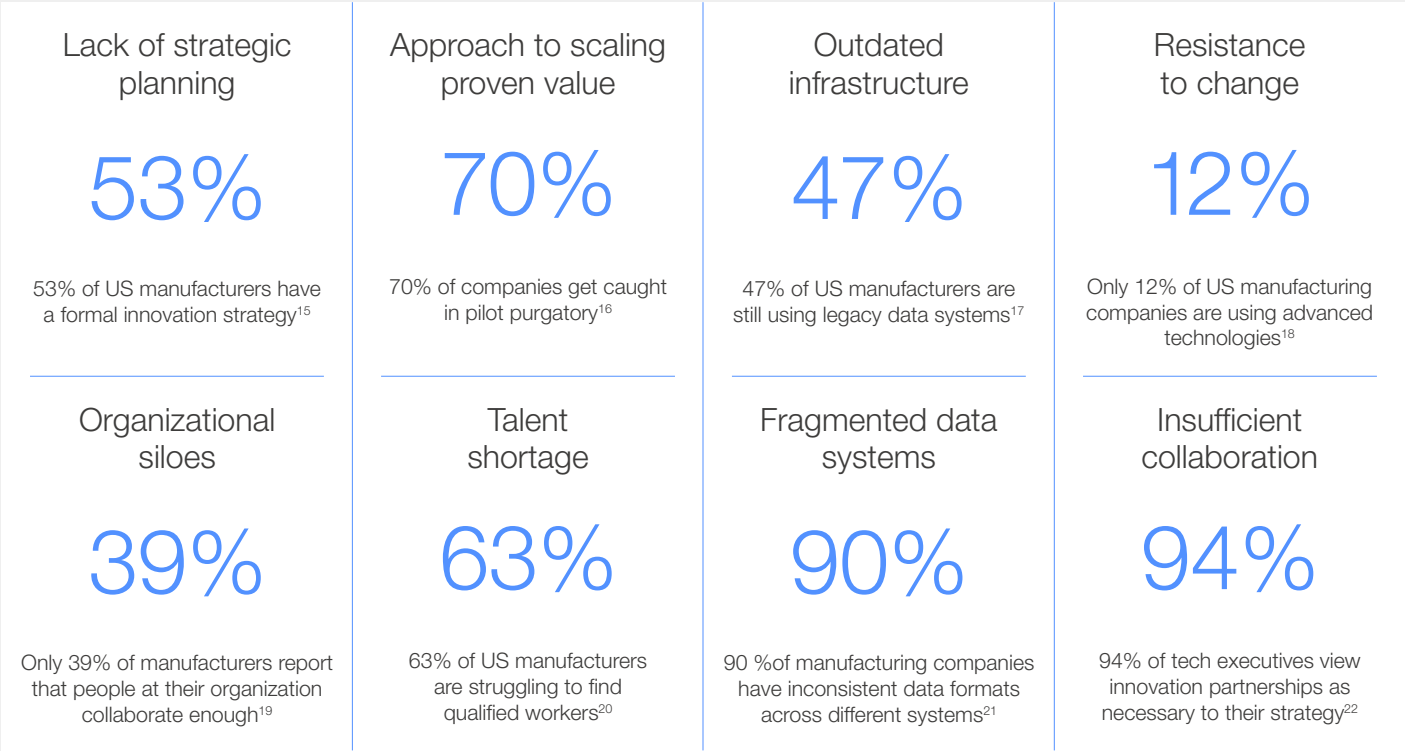 Lack of strategic
planning
53%
53% of US manufacturers have
a formal innovation strategy15
Approach to scaling
proven value
70%
70% of companies get caught
in pilot purgatory16
Outdated
infrastructure
47%
47% of US manufacturers are
still using legacy data systems17
Resistance
to change
12%
Only 12% of US manufacturing
companies are using advanced
technologies18
Organizational
siloes
39%
Only 39% of manufacturers report
that people at their organization
collaborate enough19
Talent
shortage
63%
63% of US manufacturers
are struggling to find
qualified workers20
Fragmented data
systems
90%
90 %of manufacturing companies
have inconsistent data formats
across different systems21
Insufficient
collaboration
94%
94% of tech executives view
innovation partnerships as
necessary to their strategy22